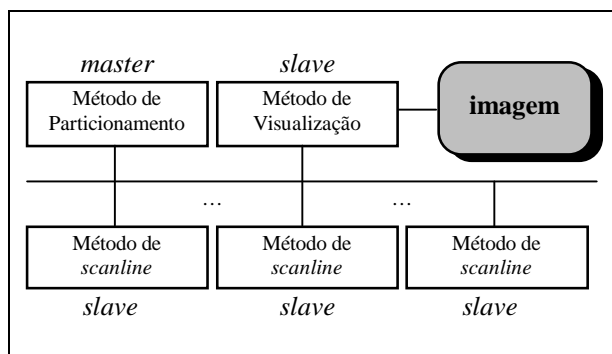 master
slave
Método de
Particionamento
Método de
Visualização
imagem
...
...
Método de
scanline
Método de
scanline
Método de
scanline
slave
slave
slave